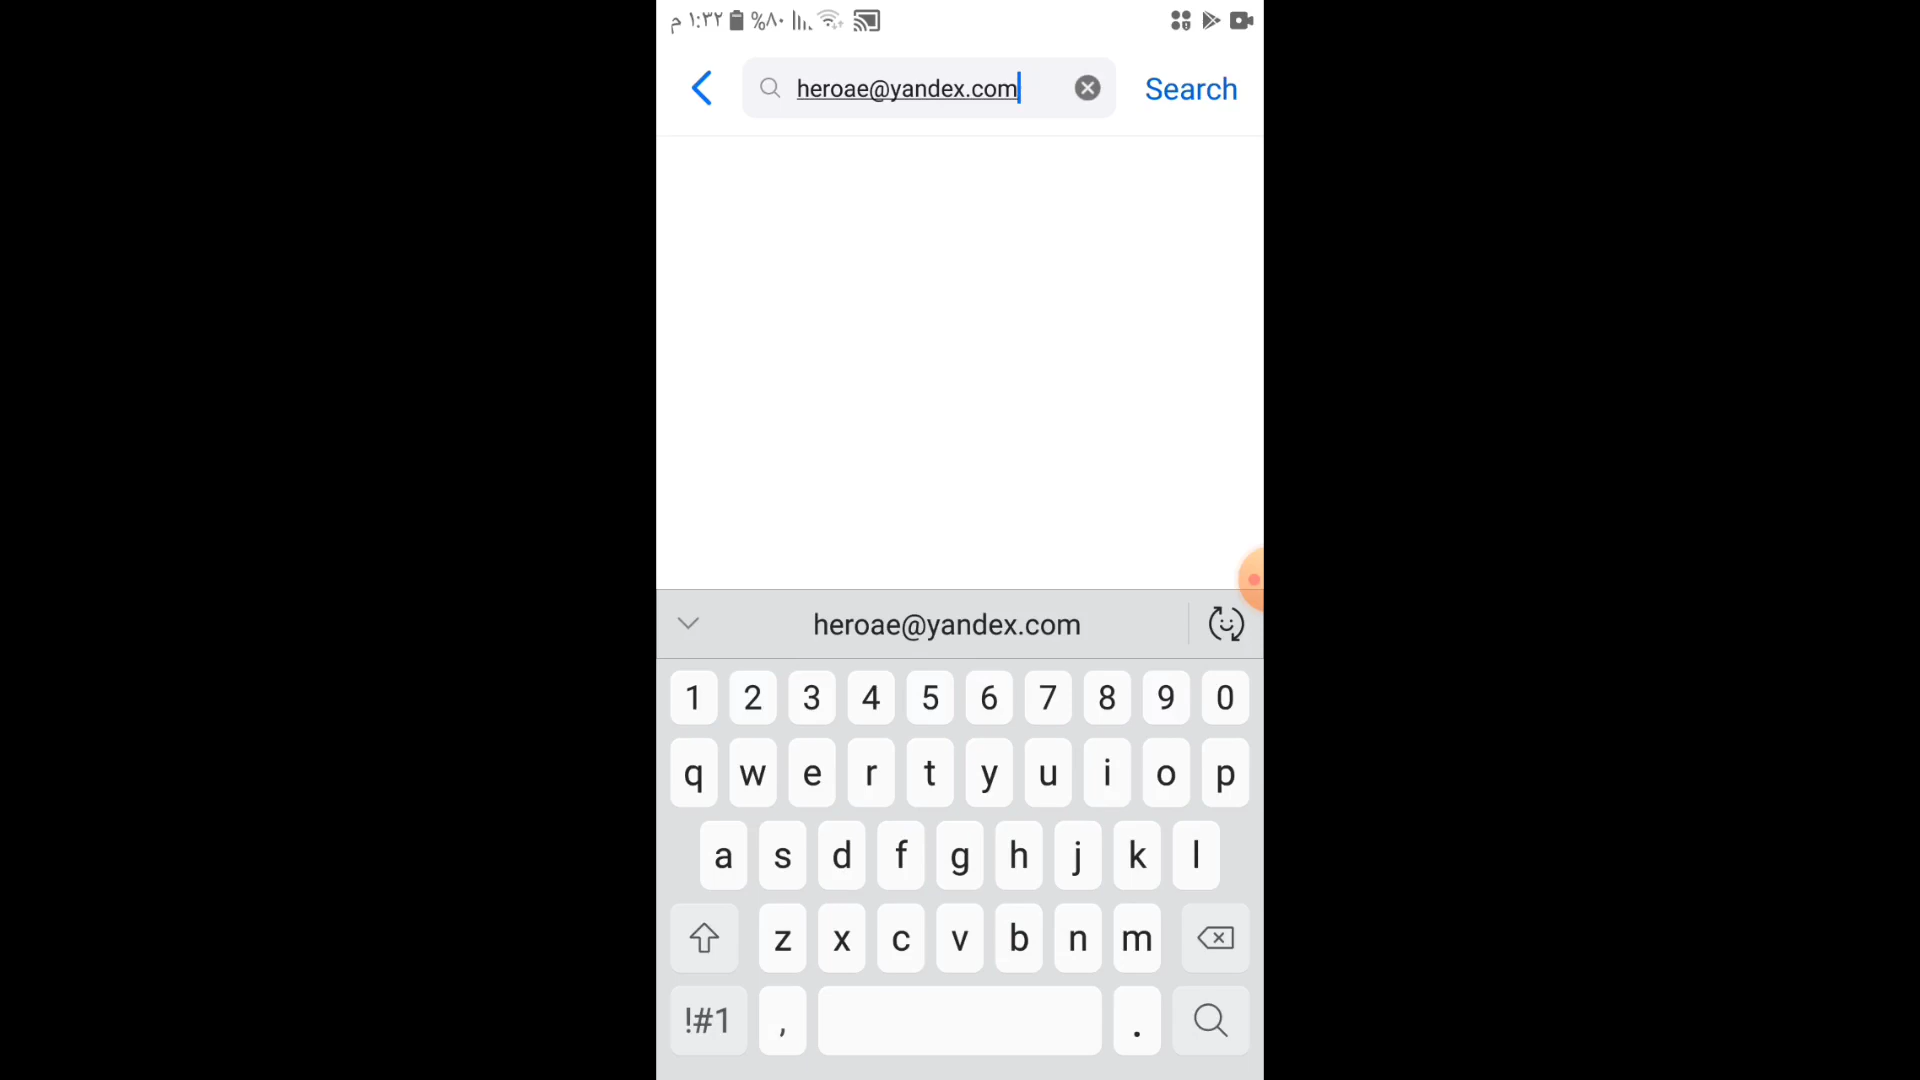 م ١:٣٢ %٨٠
heroae@yandex.com
Search
heroae@yandex.com
1 2 3 4 5 6 7 8 9 0
q w e r t y u i o p
a s d f g h j k l
z x c v b n m
!#1 , .